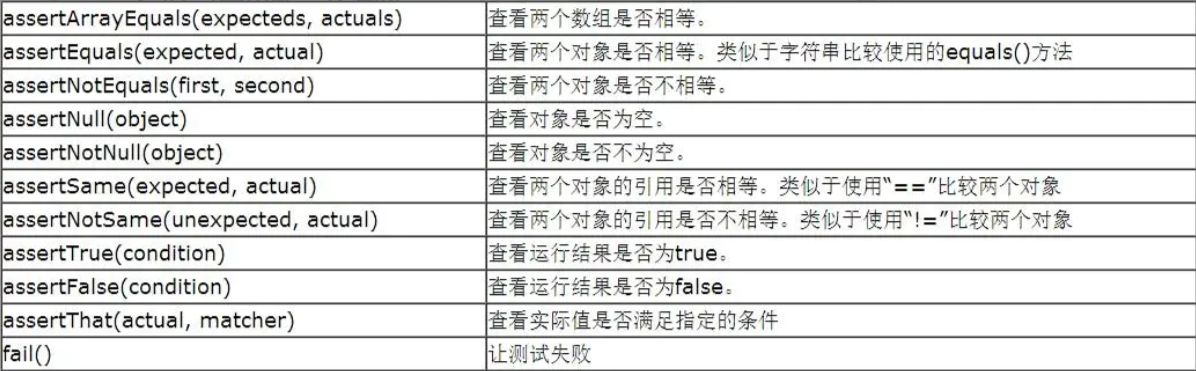 assertArrayEquals(expecteds, actuals) 查看两个数组是否相等。
assertEquals(expected, actual) 查看两个对象是否相等。类似于字符串比较使用的equals()方法
assertNotEquals(first, second) 查看两个对象是否不相等。
assertNull(object) 查看对象是否为空。
assertNotNull(object) 查看对象是否不为空。
assertSame(expected, actual) 查看两个对象的引用是否相等。类似于使用“==”比较两个对象
assertNotSame(unexpected, actual) 查看两个对象的引用是否不相等。类似于使用“!=”比较两个对象
assertTrue(condition) 查看运行结果是否为true。
assertFalse(condition) 查看运行结果是否为false。
assertThat(actual, matcher) 查看实际值是否满足指定的条件
fail() 让测试失败